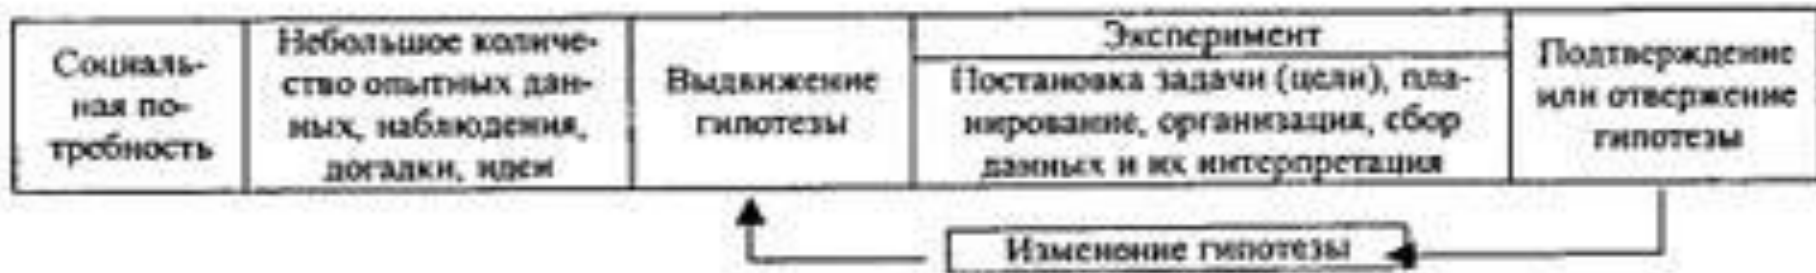 Социаль-
ная по-
требность
Небольшое количе-
ство опытных дан-
ных, наблюдения,
догадки, идеи
Выдвижение
гипотезы
Эксперимент
Постановка задачи (цели), пла-
нирование, организация, сбор
данных и их интерпретация
Подтверждение
или отвержение
гипотезы
Изменение гипотезы